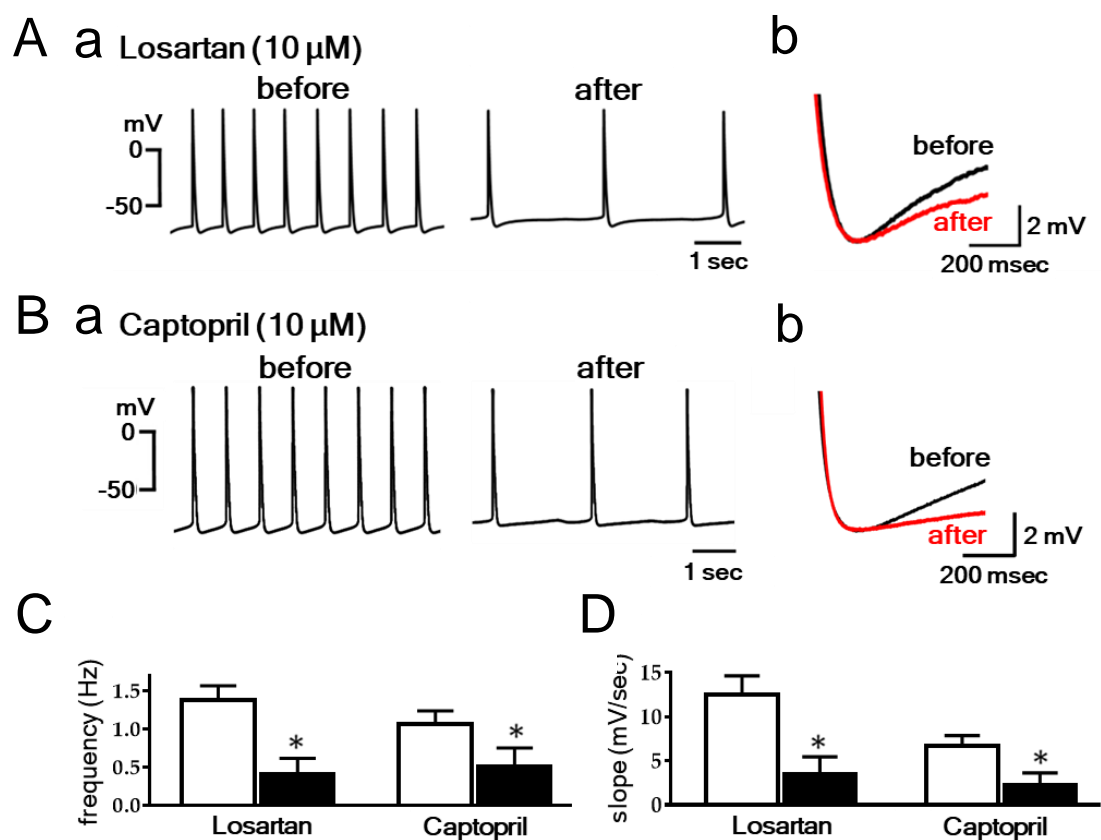 A a Losartan (10 µM) b
before after
mV
0
-50
before
after
2 mV
1 sec
200 msec
B a Captopril (10 µM) b
before after
mV
0
-50
before
after
2 mV
1 sec
200 msec
C D
frequency (Hz)
1.5
1.0
0.5
0.0
* *
Losartan Captopril
slope (mV/sec)
15
10
5
0
* *
Losartan Captopril